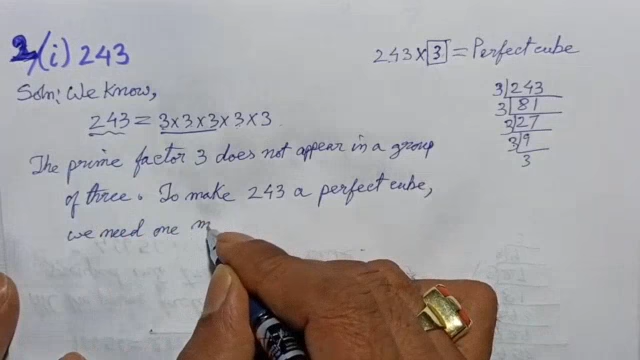 2/(i) 243
243 × 3 = Perfect cube
Soln: We know,
243 = 3×3×3×3×3
3 243
3 81
3 27
3 9
3
The prime factor 3 does not appear in a group
of three. To make 243 a perfect cube,
we need one m